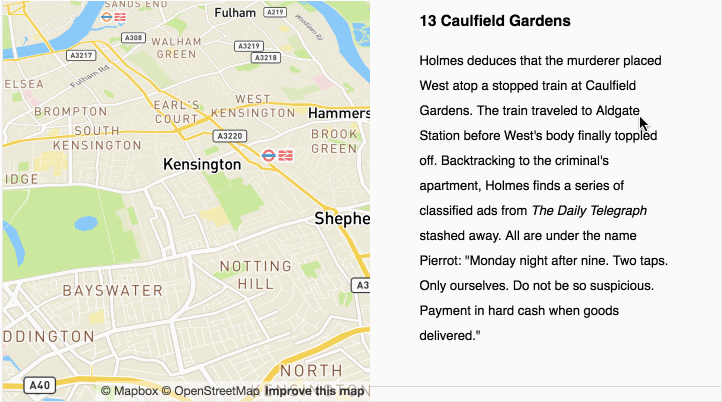 SANDS END
Fulham
A219
A308
WALHAM
GREEN
A3219
A3218
A3217
Fulham Rd
ELSEA
BROMPTON
EARL'S
COURT
WEST
KENSINGTON
Hammers
SOUTH
KENSINGTON
A3220
BROOK
GREEN
Kensington
IDGE
Shephe
NOTTING
HILL
BAYSWATER
A3
DDINGTON
NORTH
KENSINGTON
A40
© Mapbox © OpenStreetMap Improve this map
13 Caulfield Gardens
Holmes deduces that the murderer placed
West atop a stopped train at Caulfield
Gardens. The train traveled to Aldgate
Station before West's body finally toppled
off. Backtracking to the criminal's
apartment, Holmes finds a series of
classified ads from The Daily Telegraph
stashed away. All are under the name
Pierrot: "Monday night after nine. Two taps.
Only ourselves. Do not be so suspicious.
Payment in hard cash when goods
delivered."